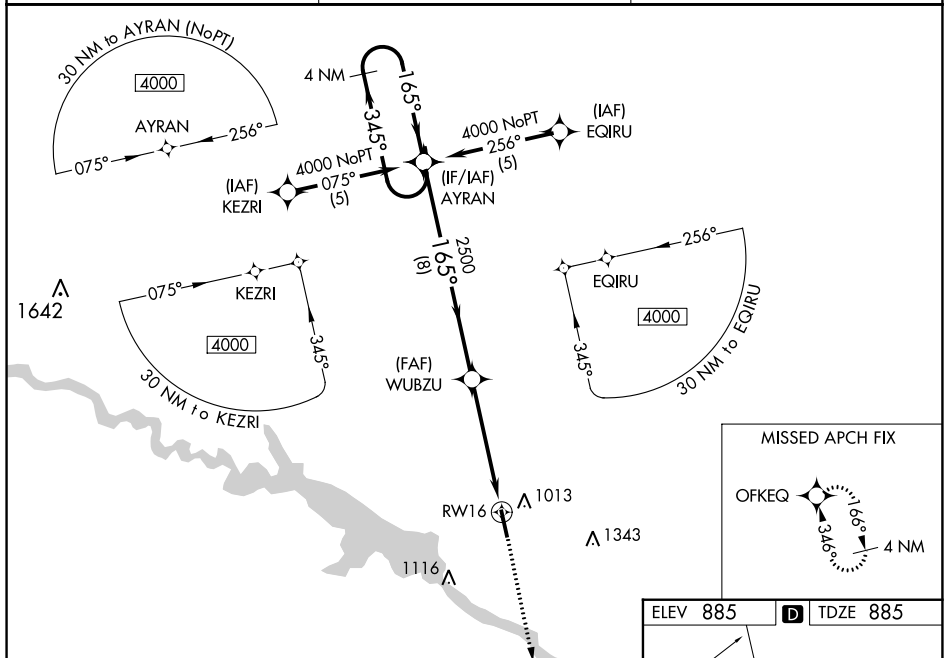 30 NM to AYRAN (NoPT)
4000
AYRAN
075°
256°
4 NM
165°
345°
(IAF)
EQIRU
4000 NoPT
256°
(5)
4000 NoPT
075°
(5)
(IAF)
KEZRI
(IF/IAF)
AYRAN
2500
165°
(8)
075°
KEZRI
4000
345°
30 NM to KEZRI
256°
EQIRU
4000
345°
30 NM to EQIRU
1642
(FAF)
WUBZU
RW16
1013
1343
1116
MISSED APCH FIX
OFKEQ
166°
346°
4 NM
ELEV 885 D TDZE 885